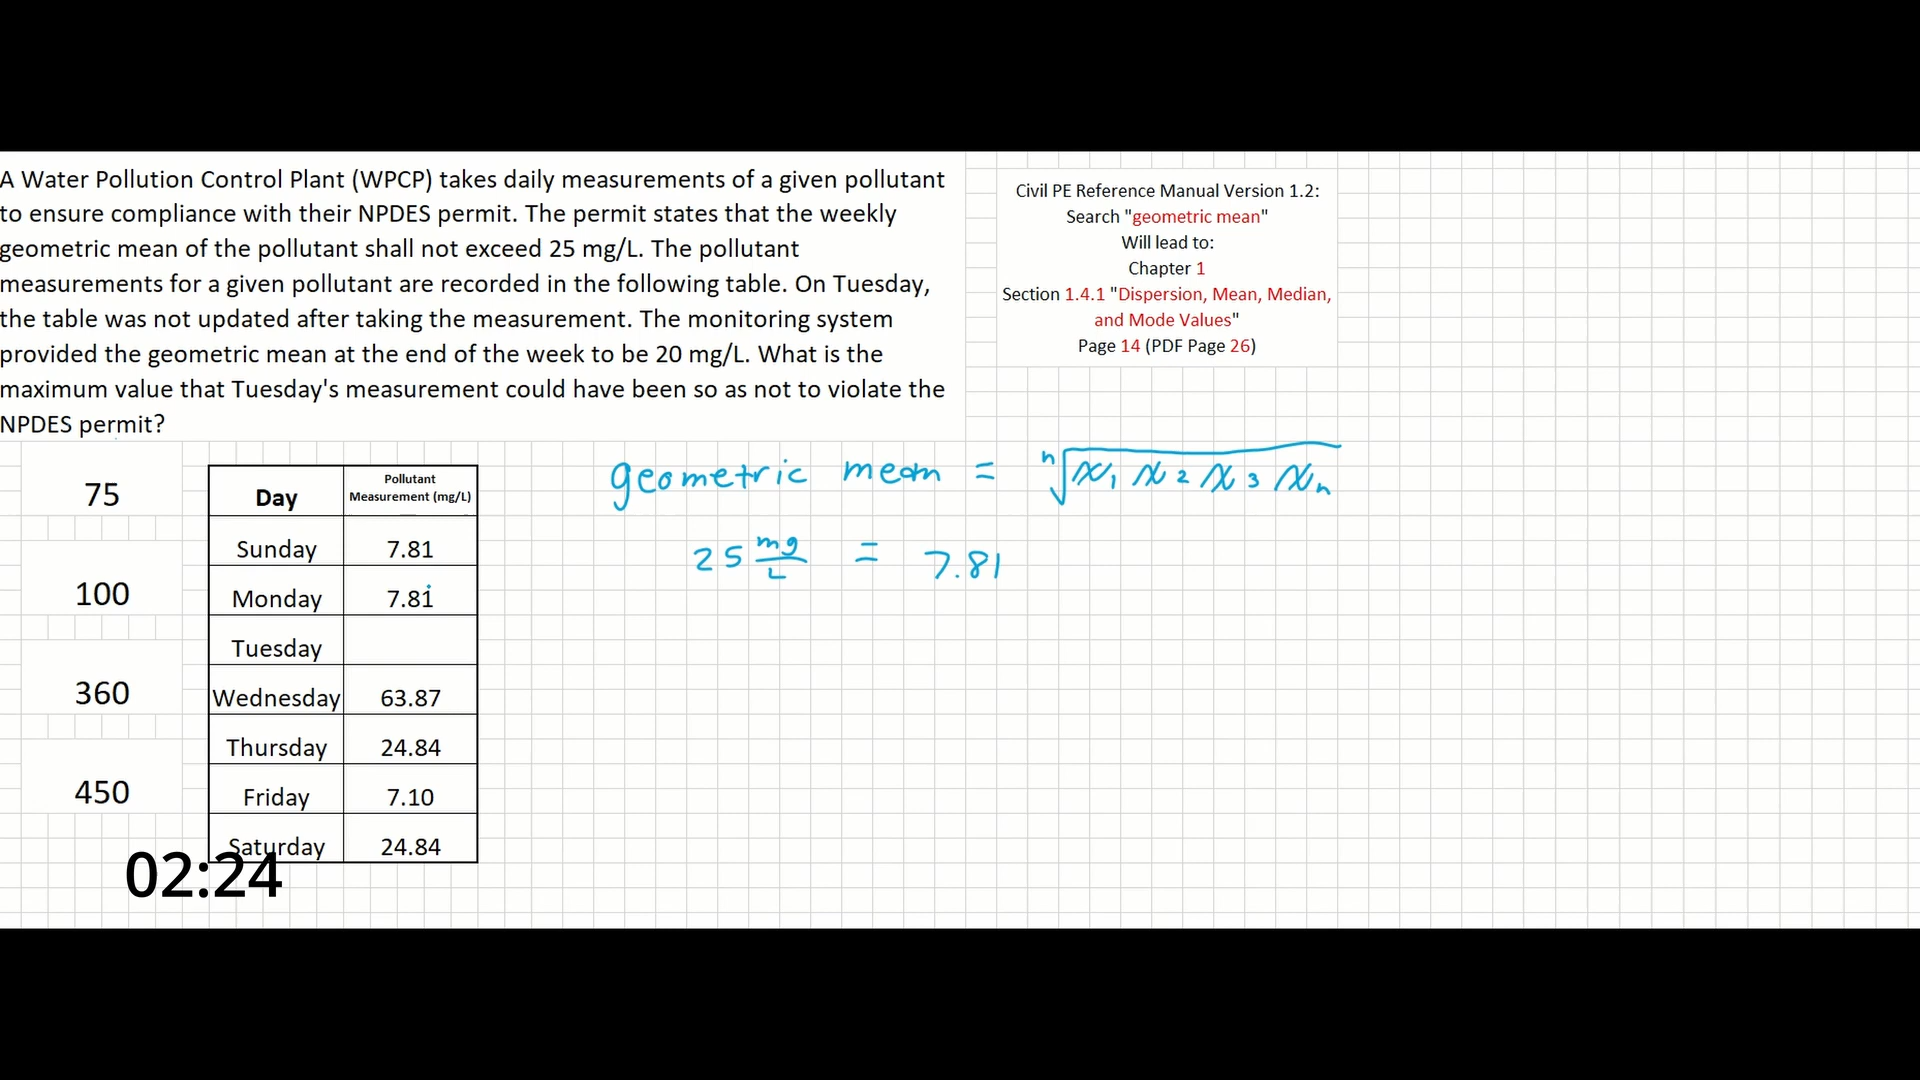 A Water Pollution Control Plant (WPCP) takes daily measurements of a given pollutant
to ensure compliance with their NPDES permit. The permit states that the weekly
geometric mean of the pollutant shall not exceed 25 mg/L. The pollutant
measurements for a given pollutant are recorded in the following table. On Tuesday,
the table was not updated after taking the measurement. The monitoring system
provided the geometric mean at the end of the week to be 20 mg/L. What is the
maximum value that Tuesday's measurement could have been so as not to violate the
NPDES permit?
Civil PE Reference Manual Version 1.2:
Search "geometric mean"
Will lead to:
Chapter 1
Section 1.4.1 "Dispersion, Mean, Median,
and Mode Values"
Page 14 (PDF Page 26)
75
100
360
450
Day Pollutant Measurement (mg/L)
Sunday 7.81
Monday 7.81
Tuesday
Wednesday 63.87
Thursday 24.84
Friday 7.10
Saturday 24.84
02:24
geometric mean = ⁿ√x₁ x₂ x₃ xₙ
25 mg/L = 7.81